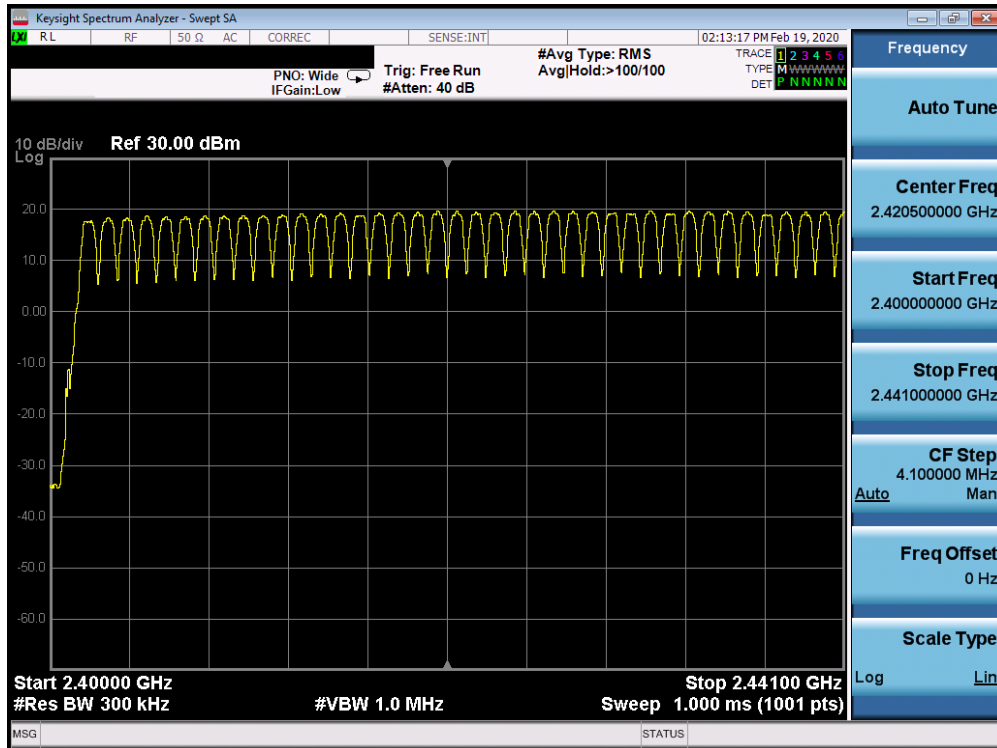 Keysight Spectrum Analyzer - Swept SA
LXI RL RF 50 Ω AC CORREC SENSE:INT 02:13:17 PM Feb 19, 2020
Frequency
#Avg Type: RMS TRACE 1 2 3 4 5 6
PNO: Wide Trig: Free Run Avg|Hold:>100/100 TYPE M W W W W W
IFGain:Low #Atten: 40 dB DET P N N N N N
Auto Tune
10 dB/div Ref 30.00 dBm
Log
Center Freq
2.420500000 GHz
20.0
10.0
Start Freq
2.400000000 GHz
0.00
-10.0
Stop Freq
2.441000000 GHz
-20.0
-30.0
CF Step
4.100000 MHz
Auto Man
-40.0
-50.0
Freq Offset
0 Hz
-60.0
Scale Type
Log Lin
Start 2.40000 GHz Stop 2.44100 GHz
#Res BW 300 kHz #VBW 1.0 MHz Sweep 1.000 ms (1001 pts)
MSG STATUS